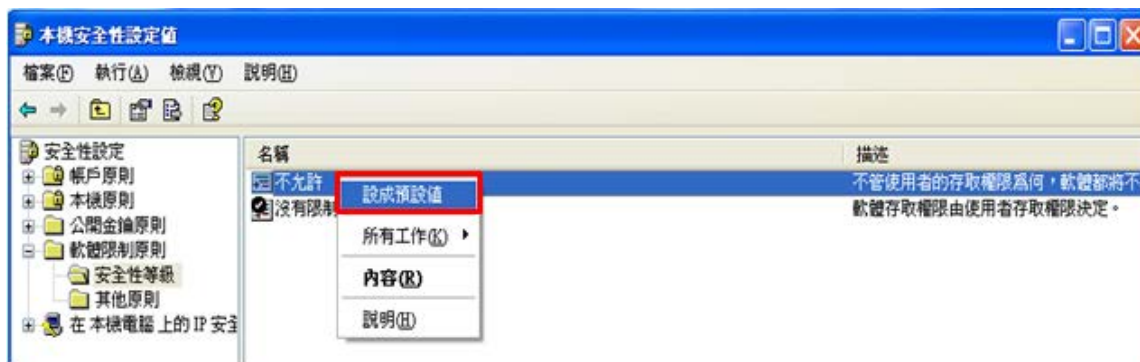 本機安全性設定值
檔案(F) 執行(A) 檢視(V) 說明(H)
安全性設定
帳戶原則
本機原則
公開金鑰原則
軟體限制原則
安全性等級
其他原則
在 本機電腦 上的 IP 安全
名稱 描述
不允許 不管使用者的存取權限為何，軟體都將不
沒有限制 軟體存取權限由使用者存取權限決定。
設成預設值
所有工作(K)
內容(R)
說明(H)